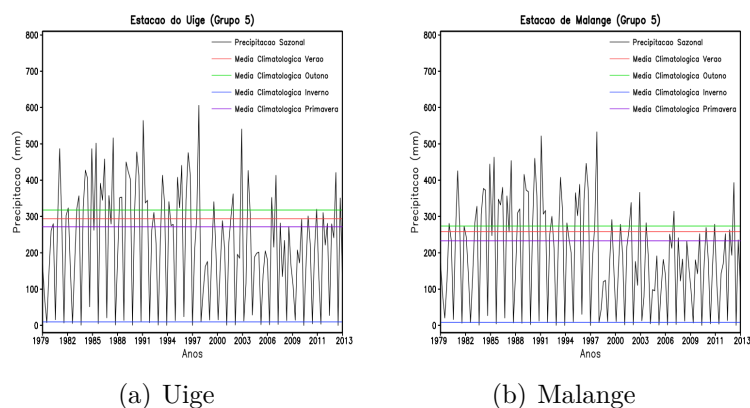 Estacao do Uige (Grupo 5)
Precipitacao (mm)
800
700
600
500
400
300
200
100
0
Precipitacao Sazonal
Media Climatologica Verao
Media Climatologica Outono
Media Climatologica Inverno
Media Climatologica Primavera
1979 1982 1985 1988 1991 1994 1997 2000 2003 2006 2009 2013
Anos
(a) Uige
Estacao de Malange (Grupo 5)
Precipitacao (mm)
800
700
600
500
400
300
200
100
0
Precipitacao Sazonal
Media Climatologica Verao
Media Climatologica Outono
Media Climatologica Inverno
Media Climatologica Primavera
1979 1982 1985 1988 1991 1994 1997 2000 2003 2006 2009 2013
Anos
(b) Malange